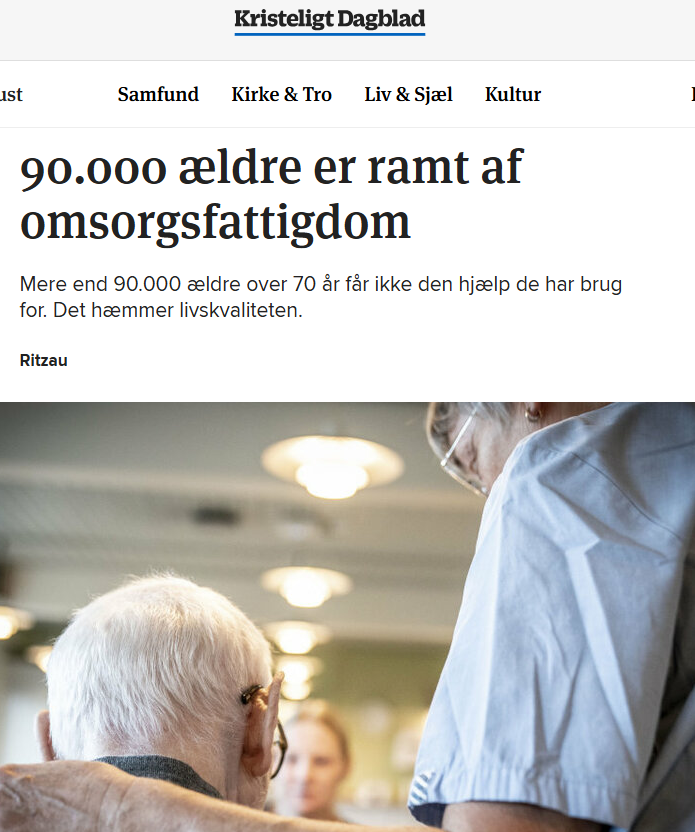 Kristeligt Dagblad
ust
Samfund Kirke & Tro Liv & Sjæl Kultur
90.000 ældre er ramt af
omsorgsfattigdom
Mere end 90.000 ældre over 70 år får ikke den hjælp de har brug
for. Det hæmmer livskvaliteten.
Ritzau